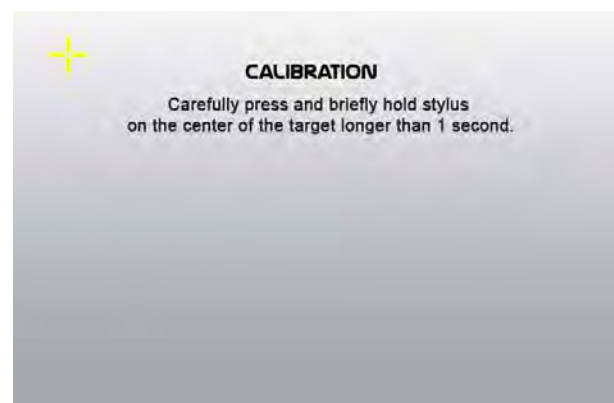 CALIBRATION
Carefully press and briefly hold stylus
on the center of the target longer than 1 second.